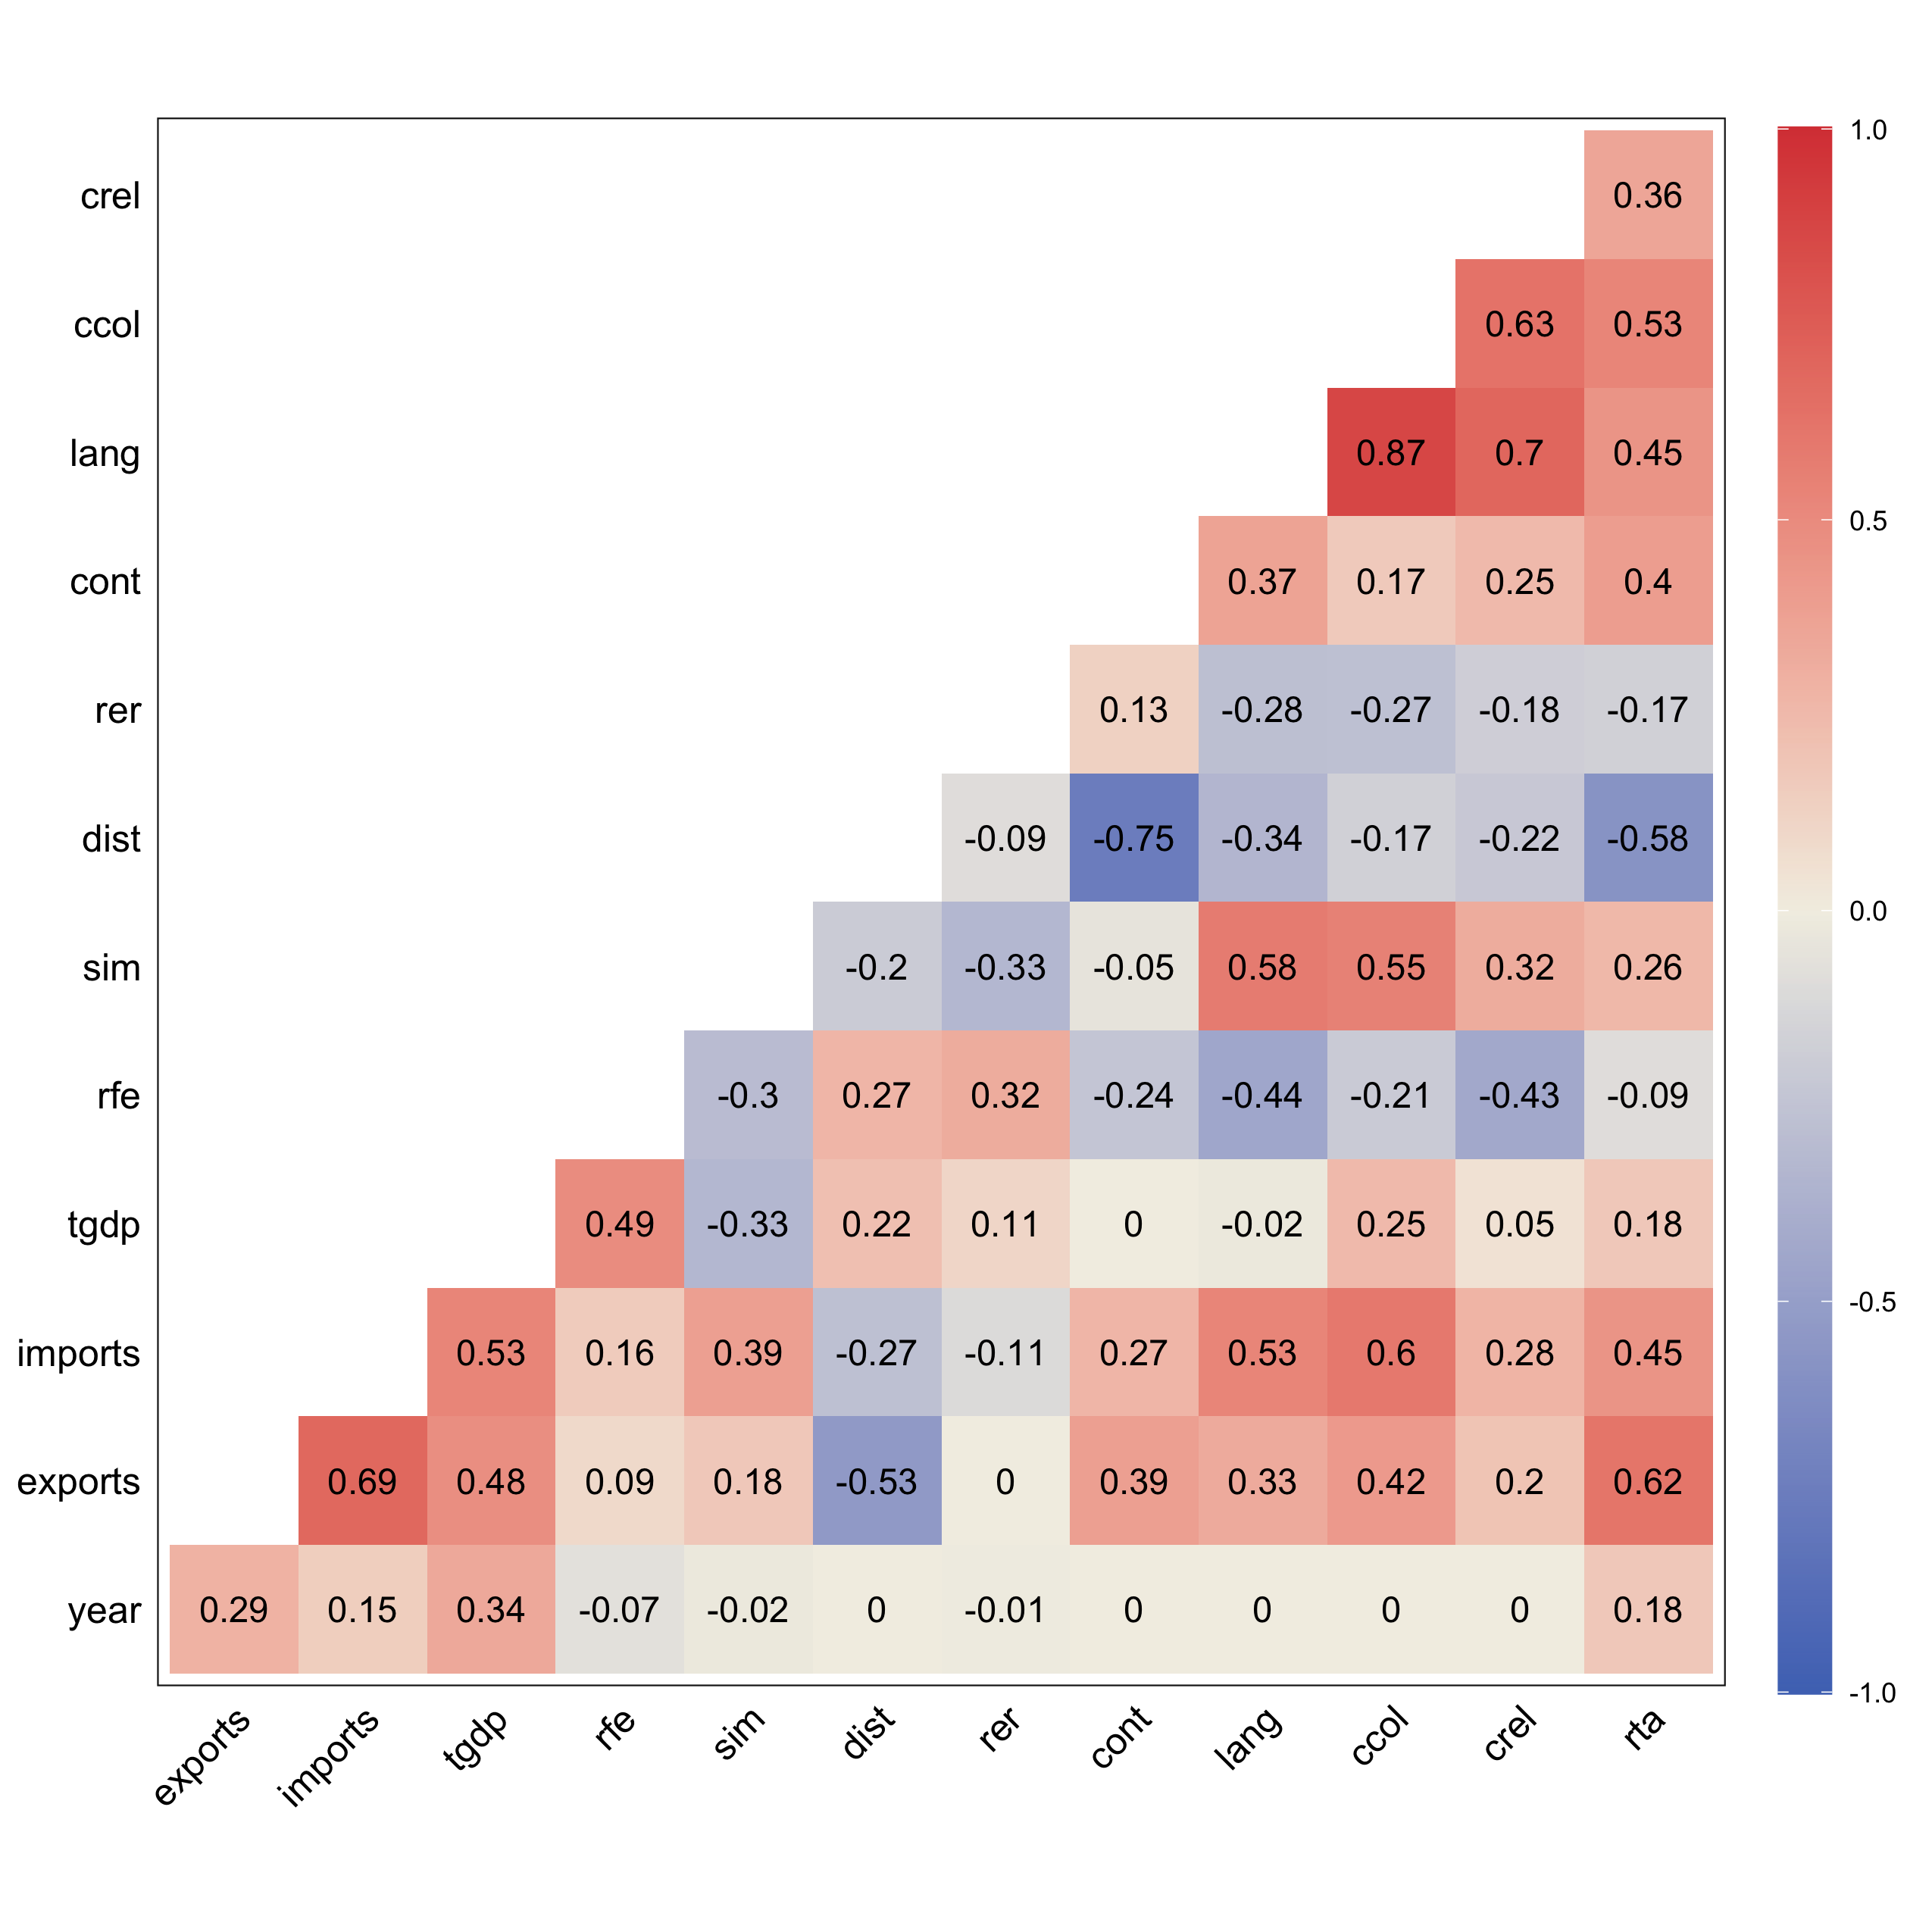 1.0
crel 0.36
ccol 0.63 0.53
lang 0.87 0.7 0.45
0.5
cont 0.37 0.17 0.25 0.4
rer 0.13 -0.28 -0.27 -0.18 -0.17
dist -0.09 -0.75 -0.34 -0.17 -0.22 -0.58
0.0
sim -0.2 -0.33 -0.05 0.58 0.55 0.32 0.26
rfe -0.3 0.27 0.32 -0.24 -0.44 -0.21 -0.43 -0.09
tgdp 0.49 -0.33 0.22 0.11 0 -0.02 0.25 0.05 0.18
-0.5
imports 0.53 0.16 0.39 -0.27 -0.11 0.27 0.53 0.6 0.28 0.45
exports 0.69 0.48 0.09 0.18 -0.53 0 0.39 0.33 0.42 0.2 0.62
year 0.29 0.15 0.34 -0.07 -0.02 0 -0.01 0 0 0 0 0.18
-1.0
exports imports tgdp rfe sim dist rer cont lang ccol crel rta